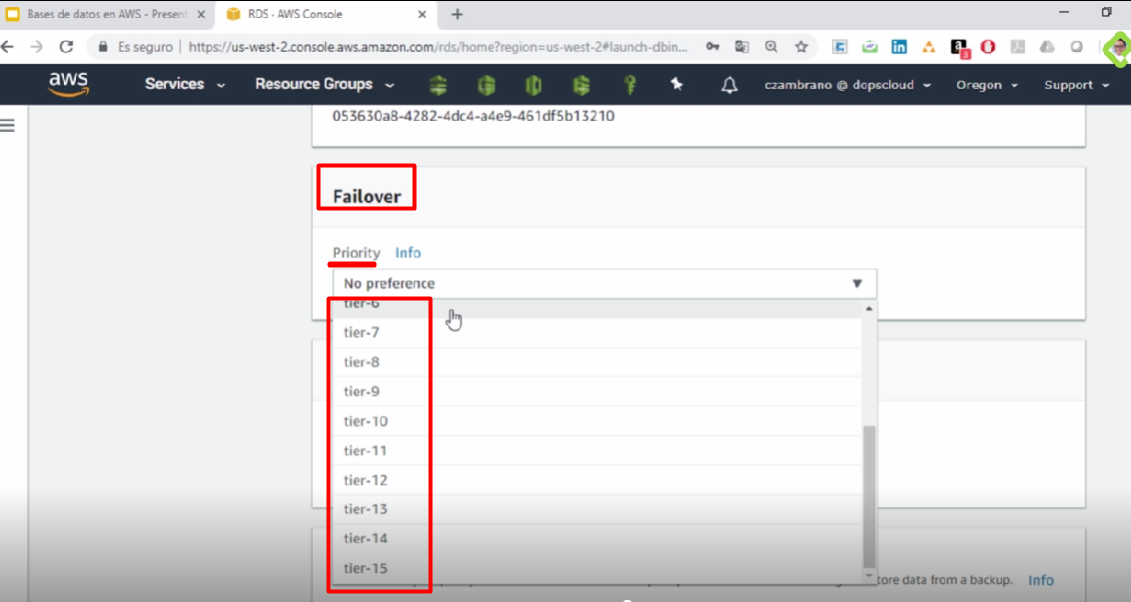 Bases de datos en AWS - Present
RDS - AWS Console
Es seguro
https://us-west-2.console.aws.amazon.com/rds/home?region=us-west-2#launch-dbin...
aws
Services
Resource Groups
czambrano @ dopscloud
Oregon
Support
053630a8-4282-4dc4-a4e9-461df5b13210
Failover
Priority Info
No preference
tier-6
tier-7
tier-8
tier-9
tier-10
tier-11
tier-12
tier-13
tier-14
tier-15
tore data from a backup. Info